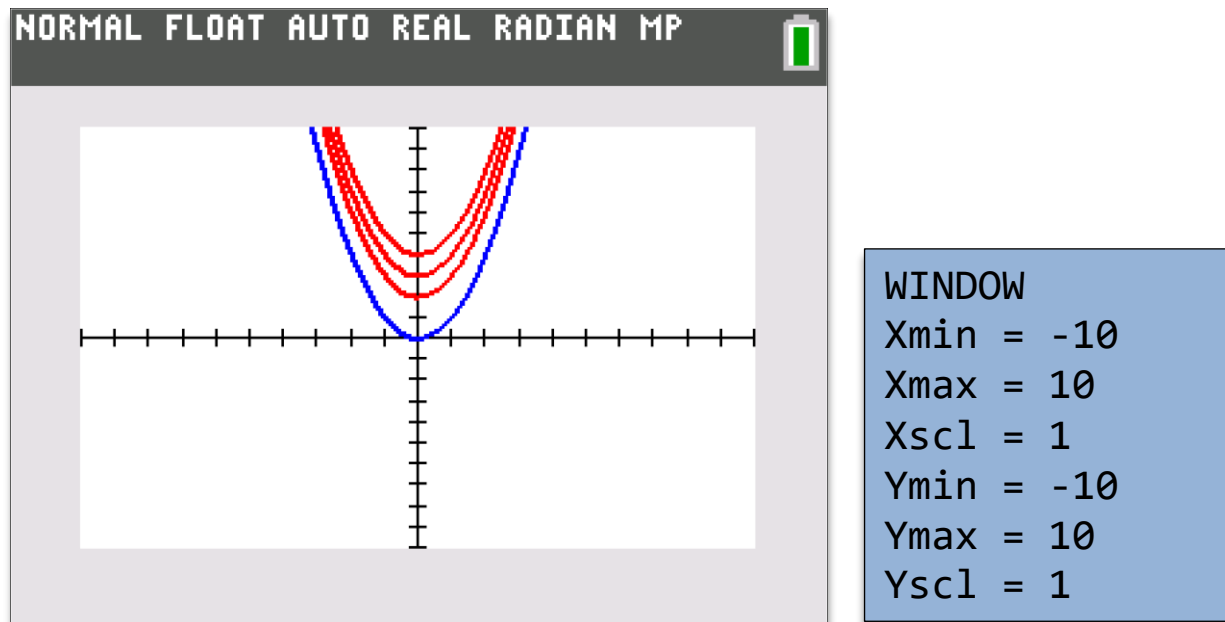 NORMAL FLOAT AUTO REAL RADIAN MP
WINDOW
Xmin = -10
Xmax = 10
Xscl = 1
Ymin = -10
Ymax = 10
Yscl = 1